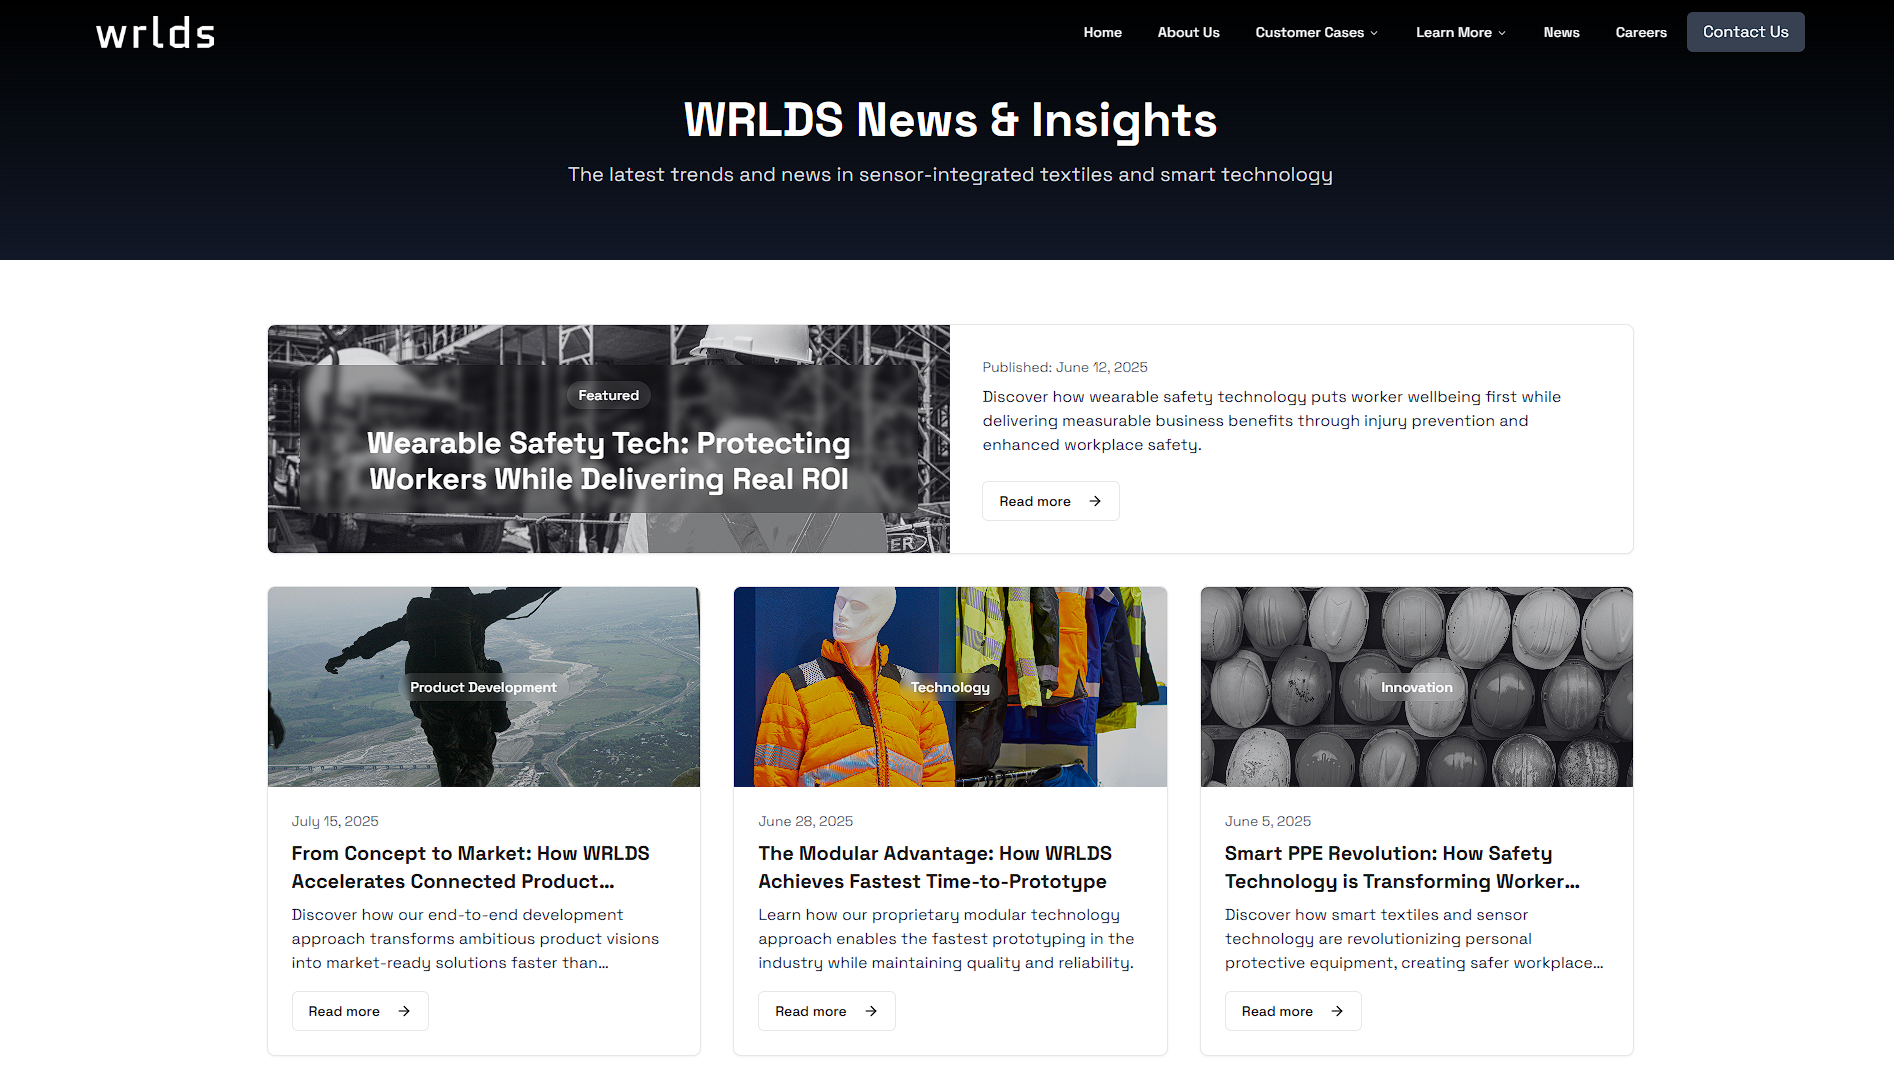 wrlds
Home
About Us
Customer Cases
Learn More
News
Careers
Contact Us
WRLDS News & Insights
The latest trends and news in sensor-integrated textiles and smart technology
Featured
Wearable Safety Tech: Protecting
Workers While Delivering Real ROI
ER
Published: June 12, 2025
Discover how wearable safety technology puts worker wellbeing first while
delivering measurable business benefits through injury prevention and
enhanced workplace safety.
Read more
Product Development
July 15, 2025
From Concept to Market: How WRLDS
Accelerates Connected Product...
Discover how our end-to-end development
approach transforms ambitious product visions
into market-ready solutions faster than...
Read more
Technology
June 28, 2025
The Modular Advantage: How WRLDS
Achieves Fastest Time-to-Prototype
Learn how our proprietary modular technology
approach enables the fastest prototyping in the
industry while maintaining quality and reliability.
Read more
Innovation
June 5, 2025
Smart PPE Revolution: How Safety
Technology is Transforming Worker...
Discover how smart textiles and sensor
technology are revolutionizing personal
protective equipment, creating safer workplace...
Read more